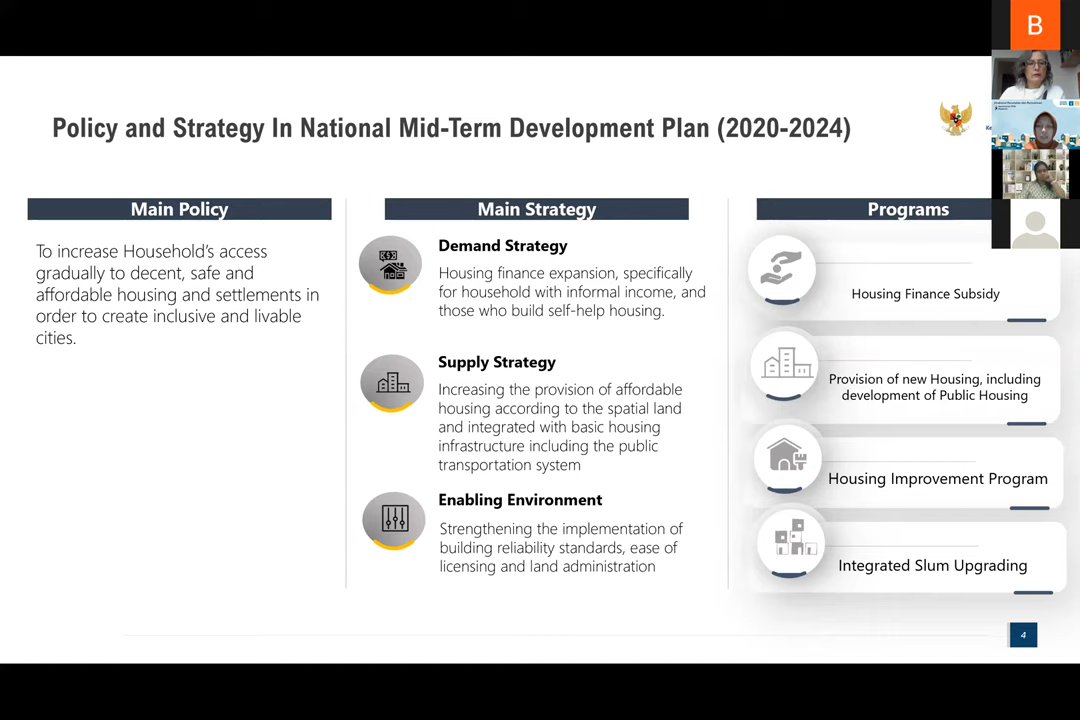 B
Policy and Strategy In National Mid-Term Development Plan (2020-2024)
Main Policy
To increase Household's access
gradually to decent, safe and
affordable housing and settlements in
order to create inclusive and livable
cities.
Main Strategy
Demand Strategy
Housing finance expansion, specifically
for household with informal income, and
those who build self-help housing.
Supply Strategy
Increasing the provision of affordable
housing according to the spatial land
and integrated with basic housing
infrastructure including the public
transportation system
Enabling Environment
Strengthening the implementation of
building reliability standards, ease of
licensing and land administration
Programs
Housing Finance Subsidy
Provision of new Housing, including
development of Public Housing
Housing Improvement Program
Integrated Slum Upgrading
4